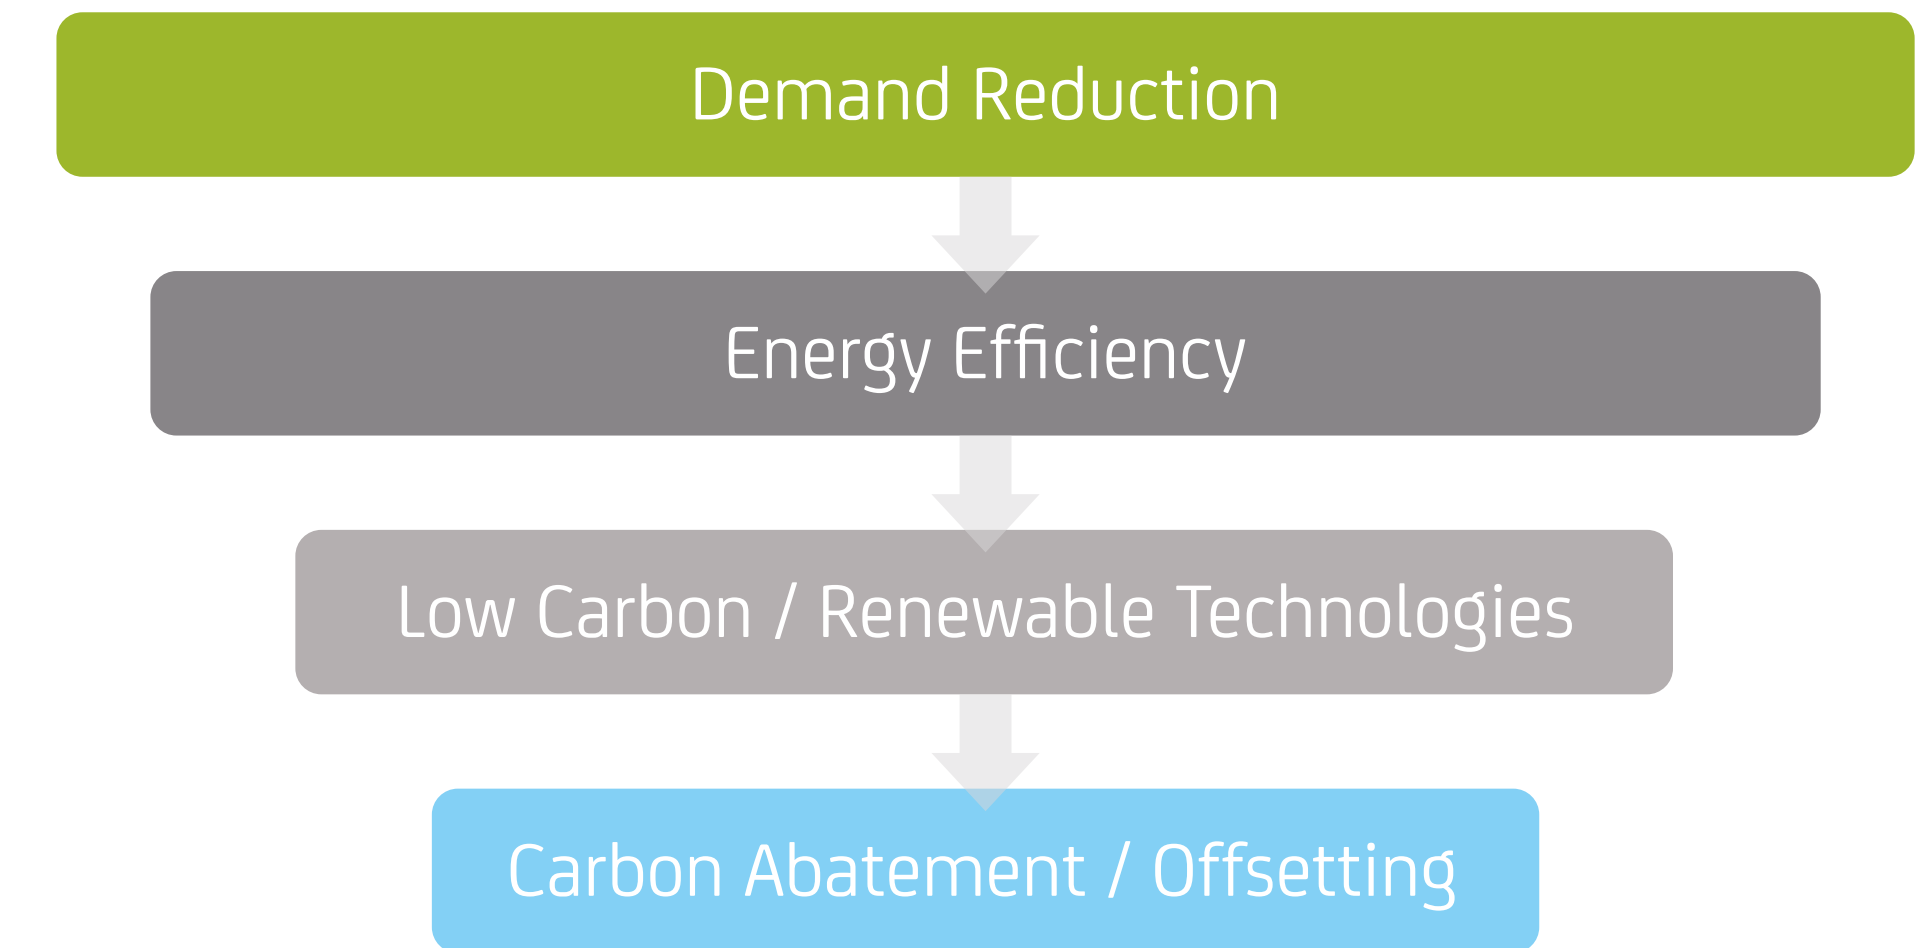 Demand Reduction
Energy Efficiency
Low Carbon / Renewable Technologies
Carbon Abatement / Offsetting